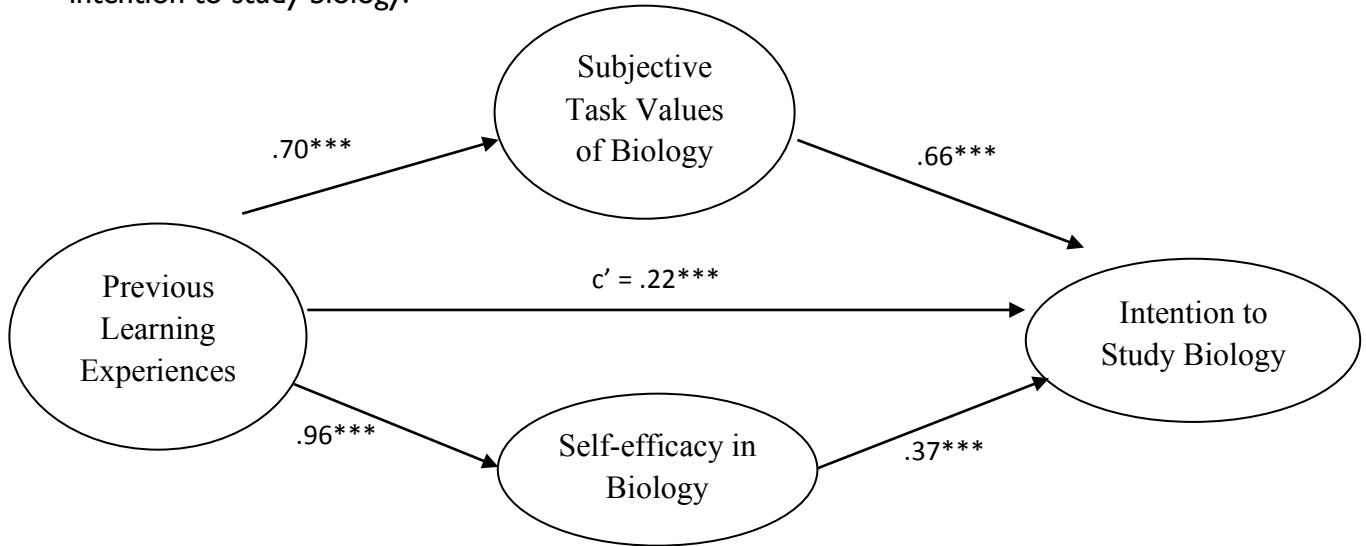 intention to study Biology.
Subjective
Task Values
of Biology
.70***
.66***
c’ = .22***
Previous
Learning
Experiences
Intention to
Study Biology
.96***
Self-efficacy in
Biology
.37***